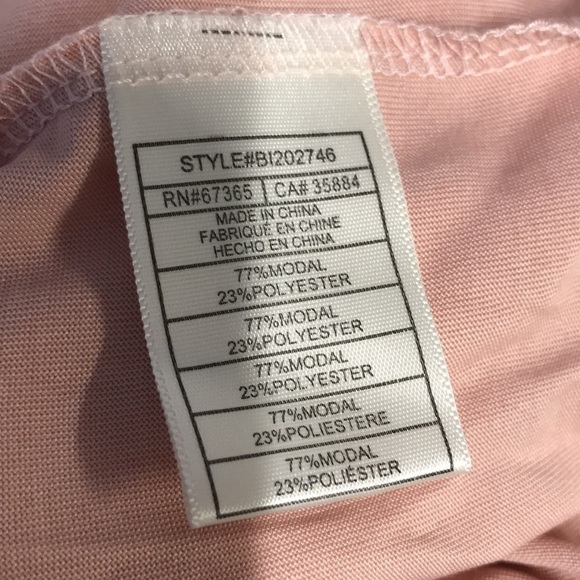 STYLE#BI202746
RN#67365 | CA# 35884
MADE IN CHINA
FABRIQUÉ EN CHINE
HECHO EN CHINA
77%MODAL
23%POLYESTER
77%MODAL
23%POLYESTER
77%MODAL
23%POLYESTER
77%MODAL
23%POLIESTERE
77%MODAL
23%POLIÉSTER